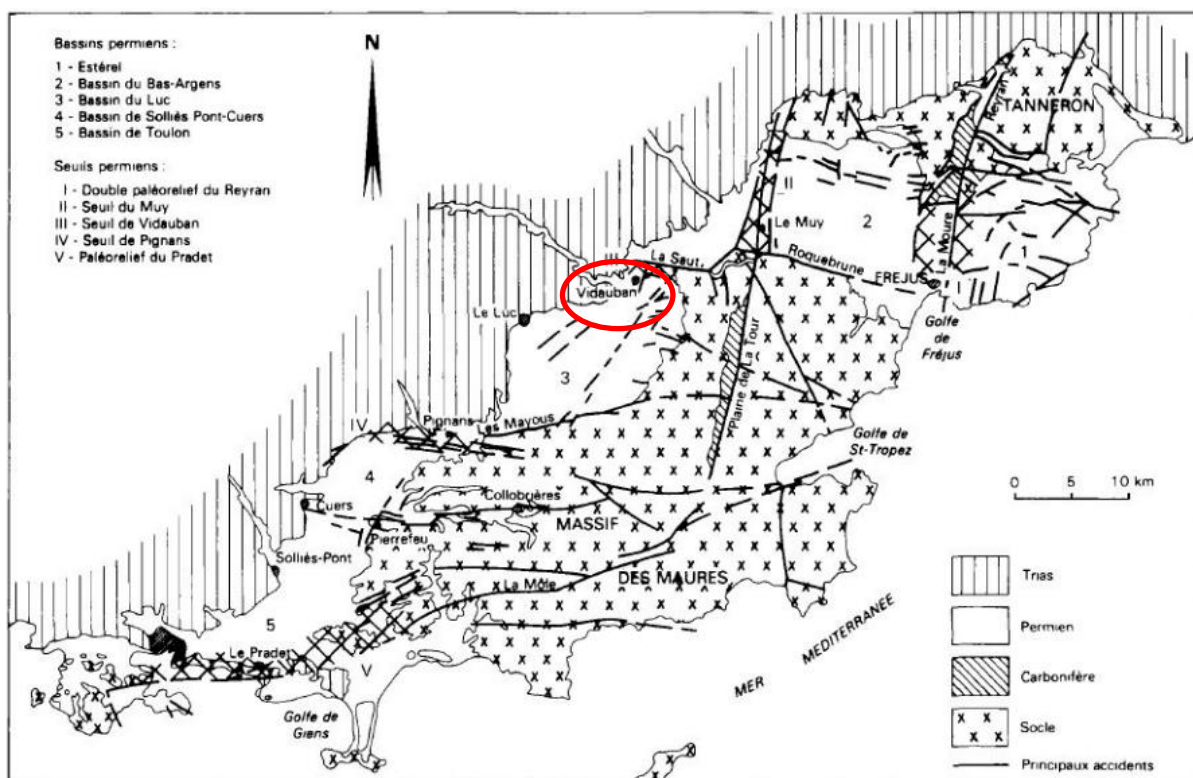 Bassins permiens :
1 - Estérel
2 - Bassin du Bas-Argens
3 - Bassin du Luc
4 - Bassin de Solliès Pont-Cuers
5 - Bassin de Toulon
Seuils permiens :
I - Double paléorelief du Reyran
II - Seuil du Muy
III - Seuil de Vidauban
IV - Seuil de Pignans
V - Paléorelief du Pradet
N
Reyran
TANNERON
II
Le Muy
2
La Moure
1
III
La Saut
Roquebrune
FREJUS
Vidauban
Le Luc
Golfe
de
Fréjus
3
Plaine de La Tour
Pignans
Les Mayous
IV
Golfe de
St-Tropez
4
Cuers
Collobrières
0 5 10 km
MASSIF
Pierrefeu
Solliès-Pont
La Môle
DES MAURES
5
Le Pradet
V
MER MEDITERRANÉE
Golfe de
Giens
Trias
Permien
Carbonifère
Socle
Principaux accidents